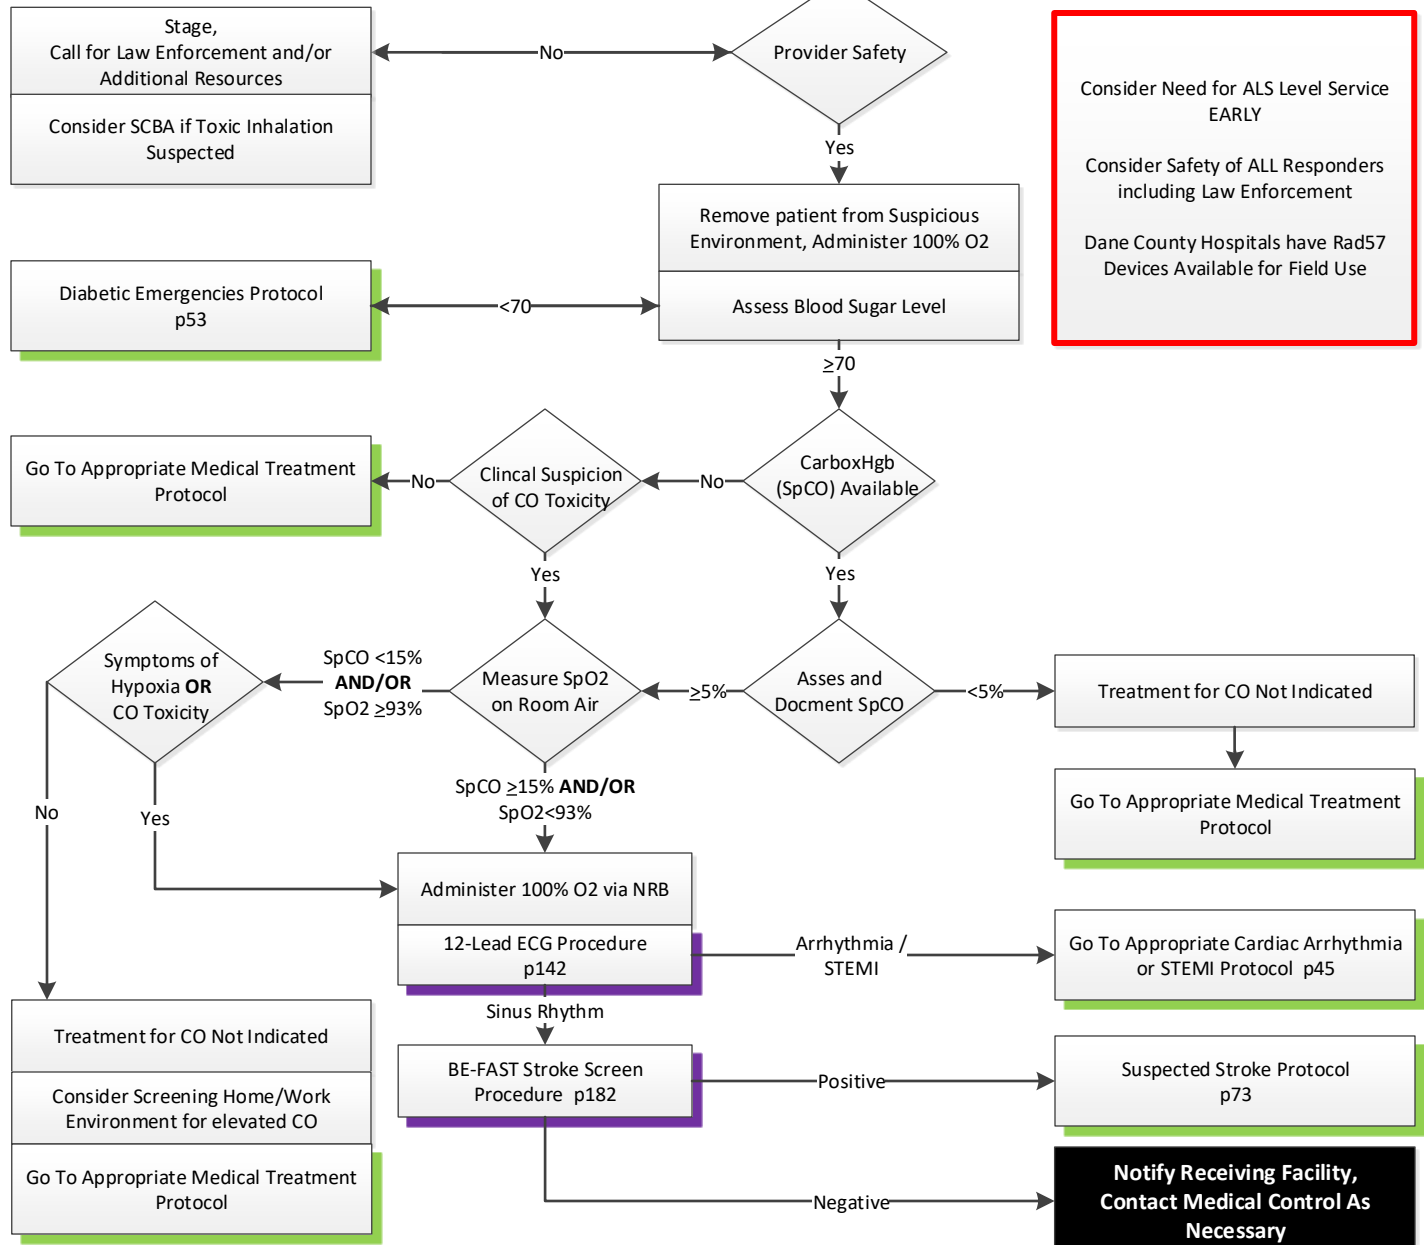 Stage,
Call for Law Enforcement and/or
Additional Resources
Consider SCBA if Toxic Inhalation
Suspected
No
Provider Safety
Yes
Consider Need for ALS Level Service
EARLY
Consider Safety of ALL Responders
including Law Enforcement
Dane County Hospitals have Rad57
Devices Available for Field Use
Remove patient from Suspicious
Environment, Administer 100% O2
Assess Blood Sugar Level
Diabetic Emergencies Protocol
p53
<70
≥70
Go To Appropriate Medical Treatment
Protocol
No
Clincal Suspicion
of CO Toxicity
No
CarboxHgb
(SpCO) Available
Yes
Yes
Symptoms of
Hypoxia OR
CO Toxicity
SpCO <15%
AND/OR
SpO2 ≥93%
Measure SpO2
on Room Air
≥5%
Asses and
Docment SpCO
<5%
Treatment for CO Not Indicated
Go To Appropriate Medical Treatment
Protocol
No
Yes
SpCO ≥15% AND/OR
SpO2<93%
Administer 100% O2 via NRB
12-Lead ECG Procedure
p142
Arrhythmia /
STEMI
Go To Appropriate Cardiac Arrhythmia
or STEMI Protocol p45
Sinus Rhythm
Treatment for CO Not Indicated
Consider Screening Home/Work
Environment for elevated CO
Go To Appropriate Medical Treatment
Protocol
BE-FAST Stroke Screen
Procedure p182
Positive
Suspected Stroke Protocol
p73
Negative
Notify Receiving Facility,
Contact Medical Control As
Necessary